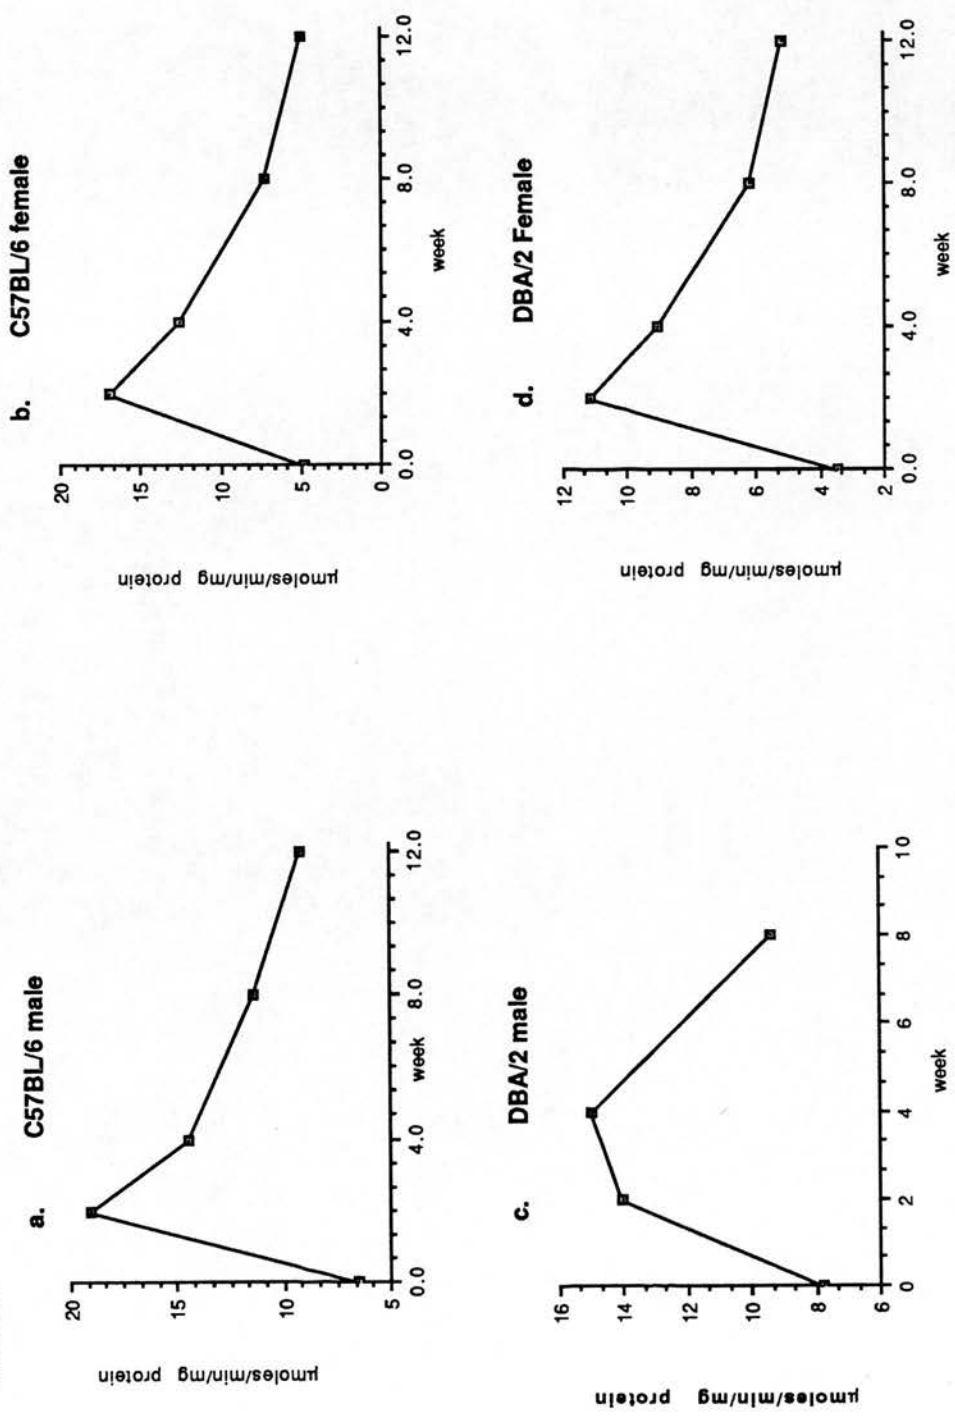 a. C57BL/6 male
20
15
10
5
0.0 4.0 8.0 12.0
week
µmoles/min/mg protein
b. C57BL/6 female
20
15
10
5
0
0.0 4.0 8.0 12.0
week
µmoles/min/mg protein
c. DBA/2 male
16
14
12
10
8
6
0 2 4 6 8 10
week
µmoles/min/mg protein
d. DBA/2 Female
12
10
8
6
4
2
0.0 4.0 8.0 12.0
week
µmoles/min/mg protein